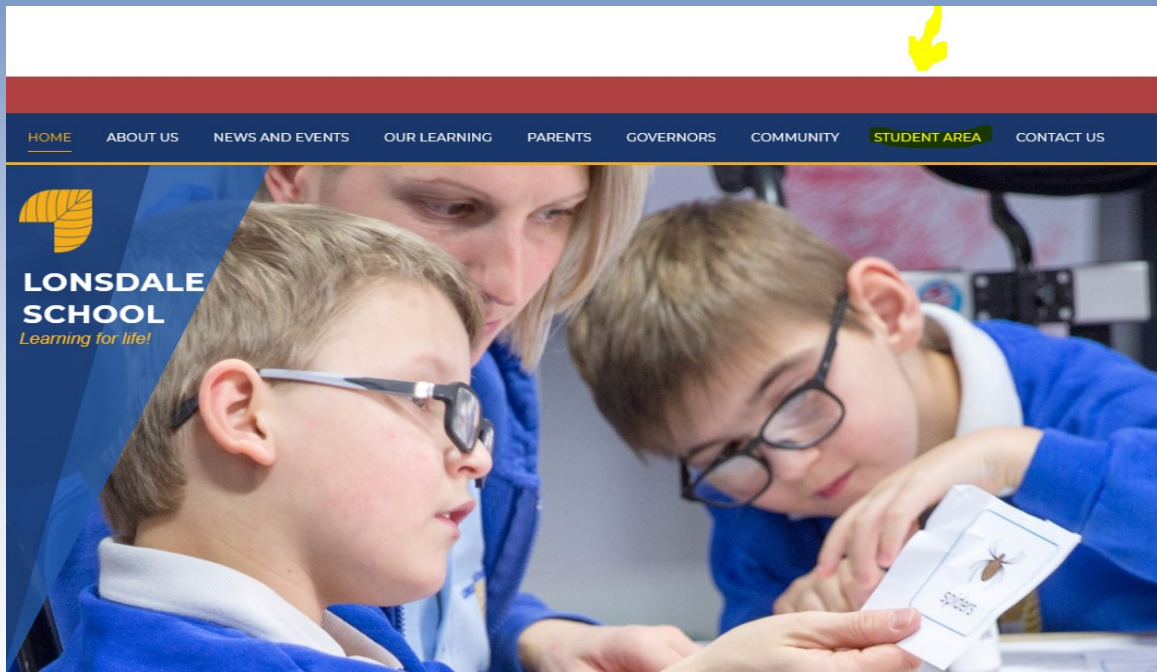 HOME ABOUT US NEWS AND EVENTS OUR LEARNING PARENTS GOVERNORS COMMUNITY STUDENT AREA CONTACT US
LONSDALE
SCHOOL
Learning for life!
spiders